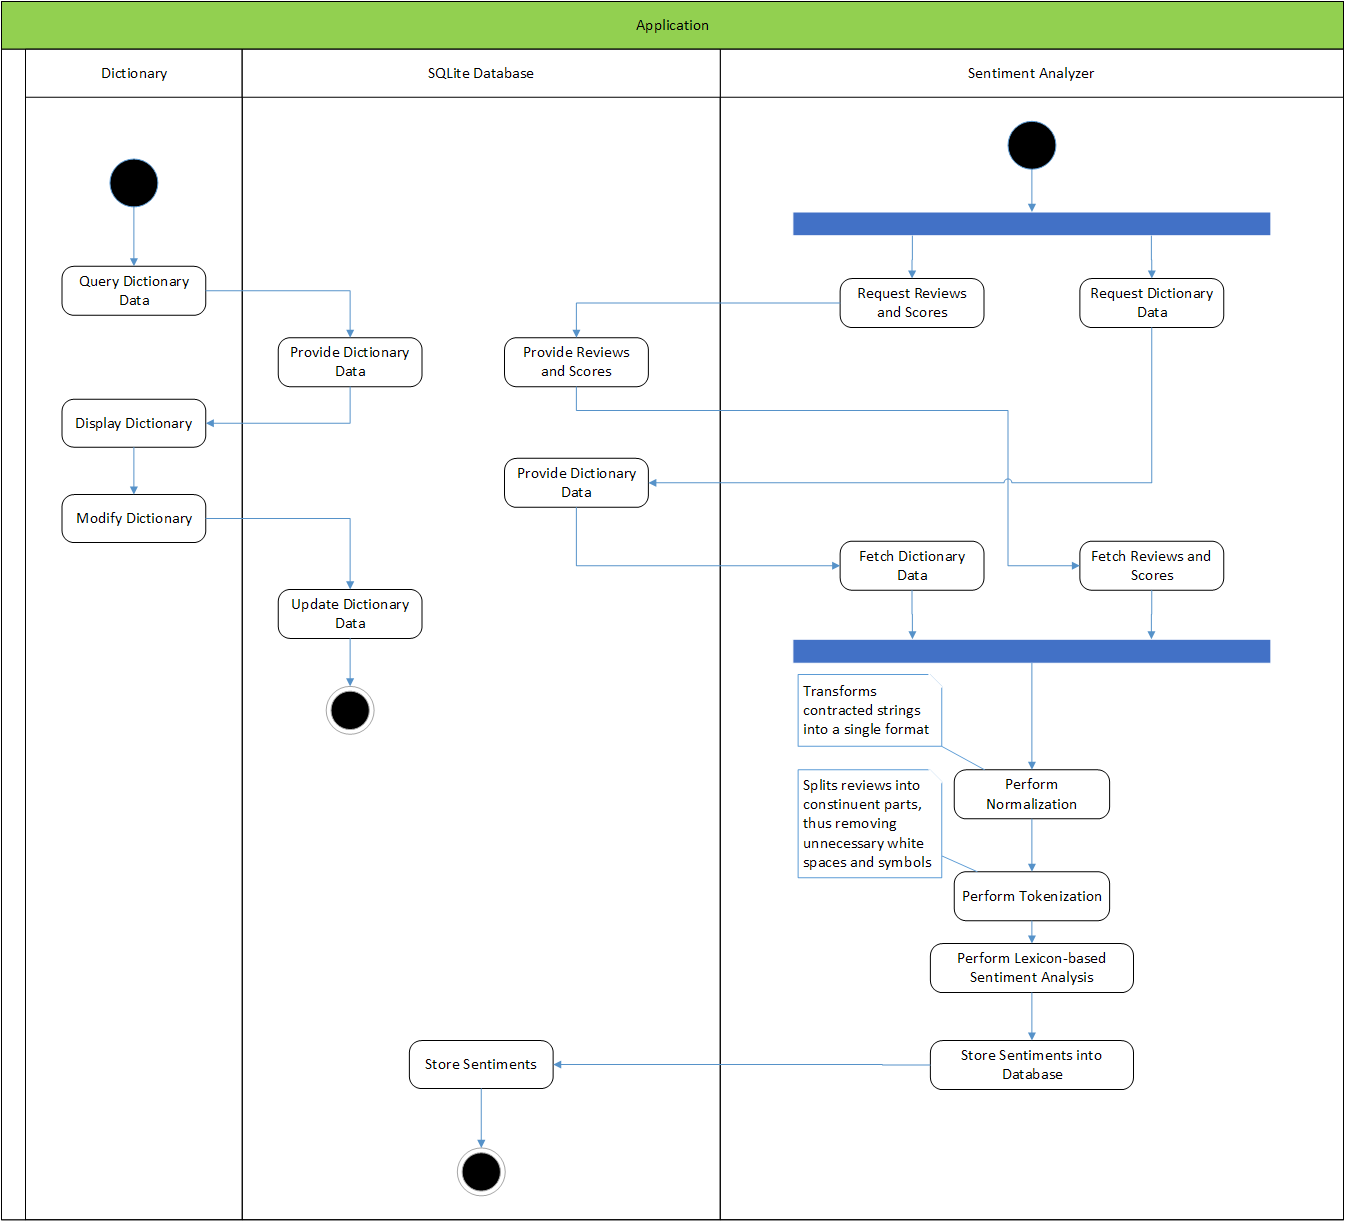 Application
Dictionary
SQLite Database
Sentiment Analyzer
Query Dictionary
Data
Request Reviews
and Scores
Request Dictionary
Data
Provide Dictionary
Data
Provide Reviews
and Scores
Display Dictionary
Provide Dictionary
Data
Modify Dictionary
Fetch Dictionary
Data
Fetch Reviews and
Scores
Update Dictionary
Data
Transforms
contracted strings
into a single format
Perform
Normalization
Splits reviews into
constinuent parts,
thus removing
unnecessary white
spaces and symbols
Perform Tokenization
Perform Lexicon-based
Sentiment Analysis
Store Sentiments
Store Sentiments into
Database